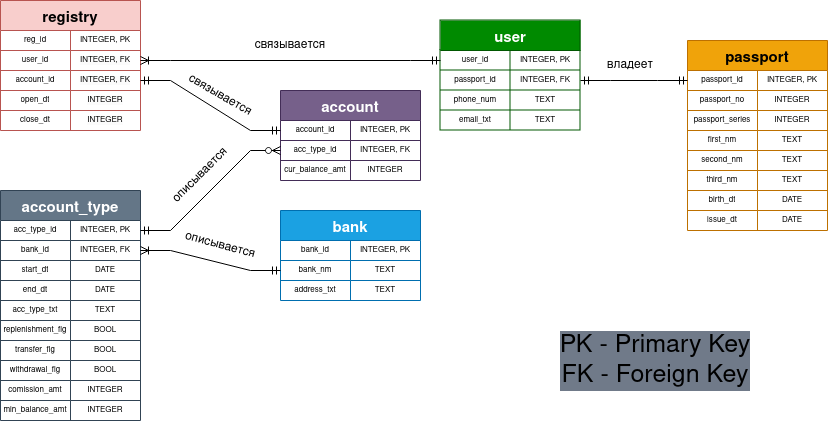 registry
reg_id INTEGER, PK
user_id INTEGER, FK
account_id INTEGER, FK
open_dt INTEGER
close_dt INTEGER
связывается
user
user_id INTEGER, PK
passport_id INTEGER, FK
phone_num TEXT
email_txt TEXT
владеет
passport
passport_id INTEGER, PK
passport_no INTEGER
passport_series INTEGER
first_nm TEXT
second_nm TEXT
third_nm TEXT
birth_dt DATE
issue_dt DATE
связывается
account
account_id INTEGER, PK
acc_type_id INTEGER, FK
cur_balance_amt INTEGER
описывается
account_type
acc_type_id INTEGER, PK
bank_id INTEGER, FK
start_dt DATE
end_dt DATE
acc_type_txt TEXT
replenishment_flg BOOL
transfer_flg BOOL
withdrawal_flg BOOL
comission_amt INTEGER
min_balance_amt INTEGER
описывается
bank
bank_id INTEGER, PK
bank_nm TEXT
address_txt TEXT
PK - Primary Key
FK - Foreign Key